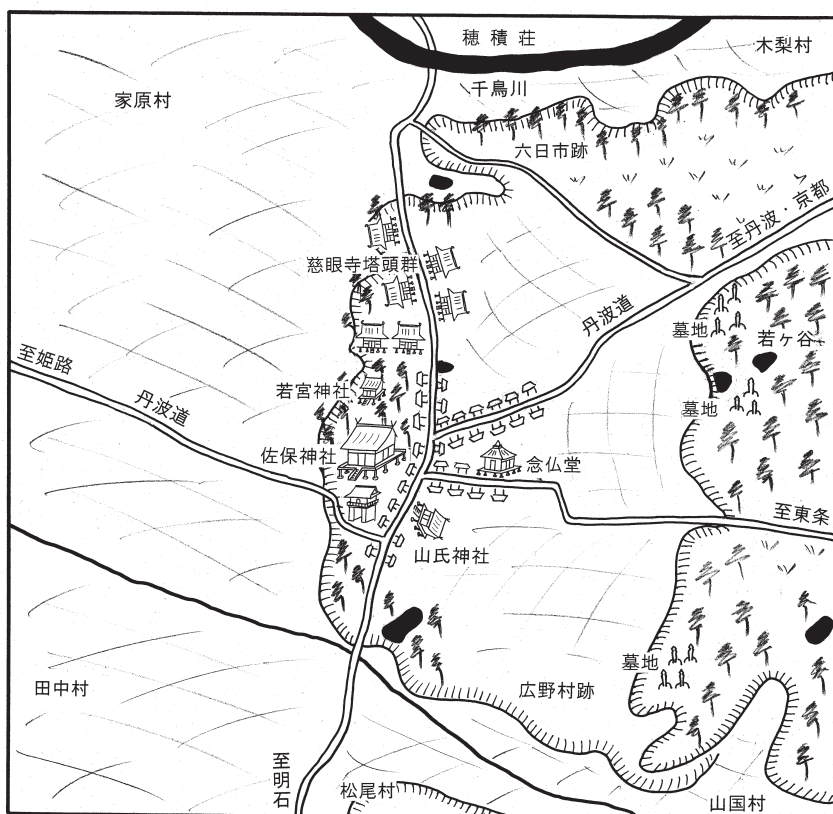 穂積荘
木梨村
千鳥川
家原村
六日市跡
至丹波・京都
慈眼寺塔頭群
丹波道
墓地
若ヶ谷
至姫路
丹波道
若宮神社
墓地
佐保神社
念仏堂
至東条
山氏神社
墓地
田中村
広野村跡
至明石
松尾村
山国村